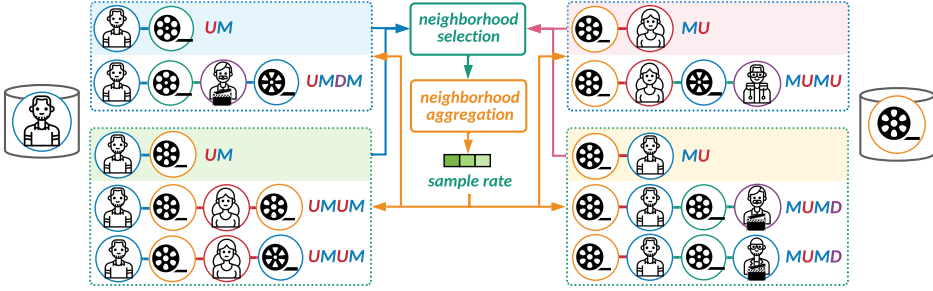 UM
UMDM
UM
UMUM
UMUM
neighborhood
selection
neighborhood
aggregation
sample rate
MU
MUMU
MU
MUMD
MUMD